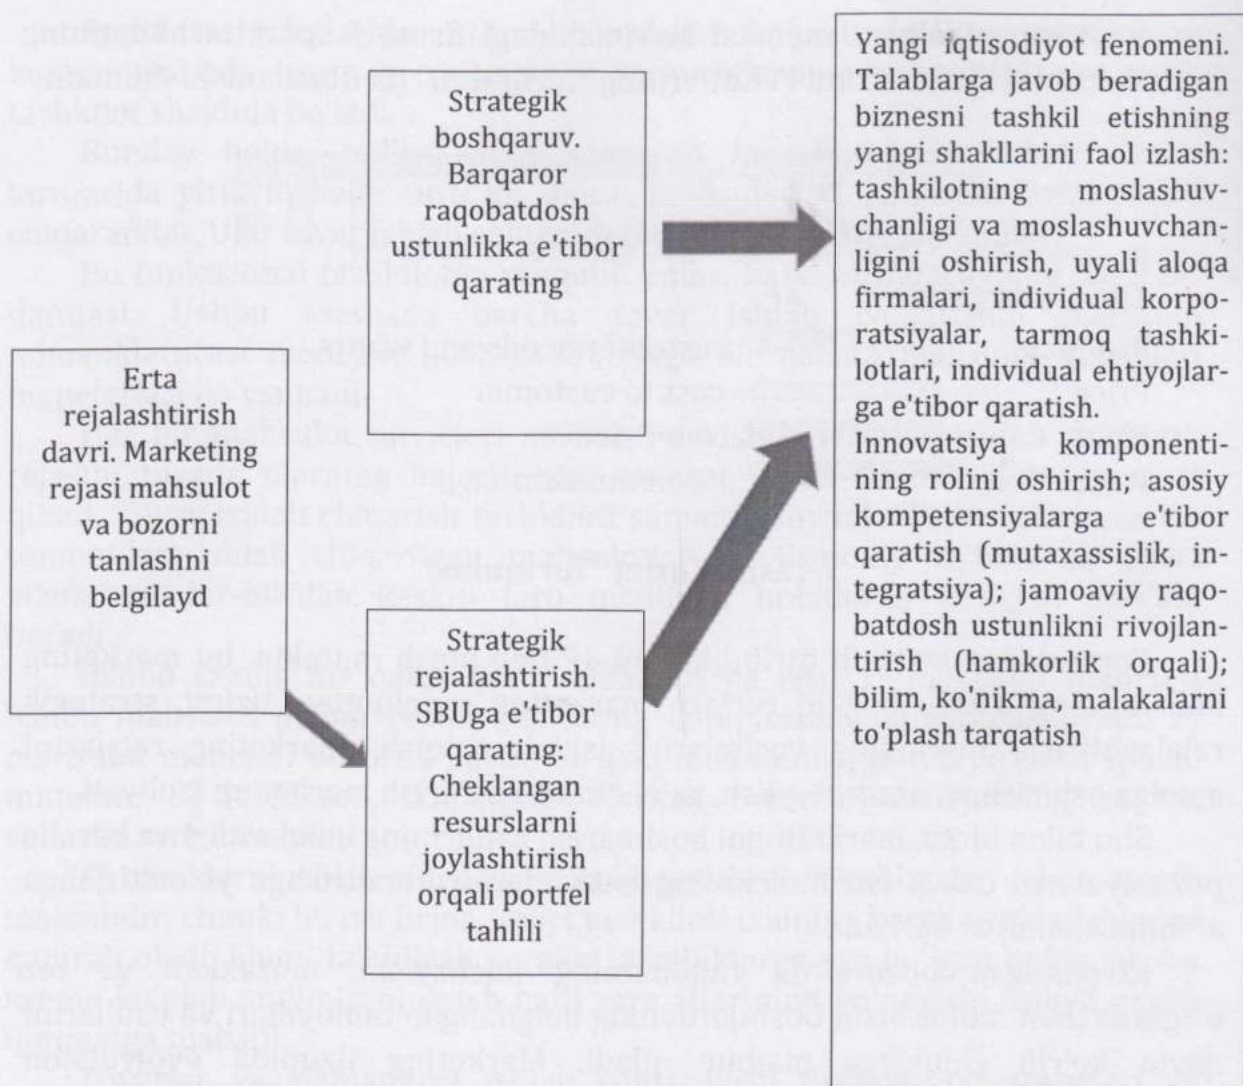 Erta
rejalashtirish
davri. Marketing
rejasi mahsulot
va bozorni
tanlashni
belgilayd
Strategik
boshqaruv.
Barqaror
raqobatdosh
ustunlikka e'tibor
qarating
Strategik
rejalashtirish.
SBUga e'tibor
qarating.
Cheklangan
resurslarni
joylashtirish
orqali portfel
tahlili
Yangi iqtisodiyot fenomeni.
Talablarga javob beradigan
biznesni tashkil etishning
yangi shakllarini faol izlash:
tashkilotning moslashuv-
chanligi va moslashuvchan-
ligini oshirish, uyali aloqa
firmalari, individual korpo-
ratsiyalar, tarmoq tashki-
lotlari, individual ehtiyojlar-
ga e'tibor qaratish.
Innovatsiya komponenti-
ning rolini oshirish; asosiy
kompetensiyalarga e'tibor
qaratish (mutaxassislik, in-
tegratsiya); jamoaviy raqo-
batdosh ustunlikni rivojlan-
tirish (hamkorlik orqali);
bilim, ko'nikma, malakalarni
to'plash tarqatish